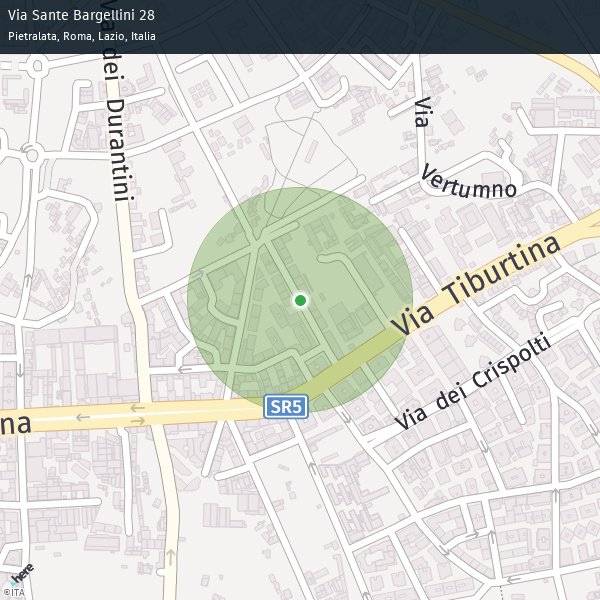 Via Sante Bargellini 28
Pietralata, Roma, Lazio, Italia
Via dei Durantini
Via
Vertumno
Via Tiburtina
Via dei Crispolti
SR5
na
here
©ITA